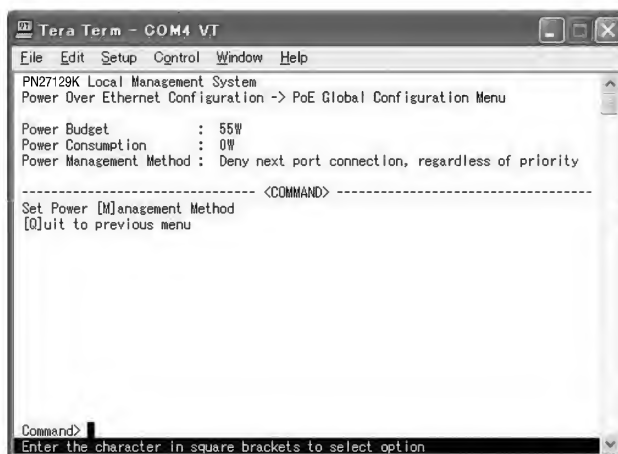 Tera Term - COM4 VT
File Edit Setup Control Window Help
PN27129K Local Management System
Power Over Ethernet Configuration -> PoE Global Configuration Menu
Power Budget : 55W
Power Consumption : 0W
Power Management Method : Deny next port connection, regardless of priority
------------------------------ <COMMAND> ---------------------------------
Set Power [M]anagement Method
[Q]uit to previous menu
Command>
Enter the character in square brackets to select option